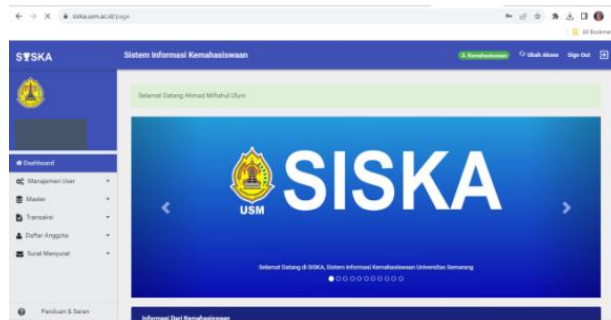 siska.usm.ac.id/page
All Bookmar
SISKA
Sistem Informasi Kemahasiswaan
Kemahasiswaan
Ubah Akses
Sign Out
Selamat Datang Ahmad Miftahul Ulum
Dashboard
Manajemen User
Master
Transaksi
Daftar Anggota
Surat Menyurat
Panduan & Saran
USM
SISKA
Selamat Datang di SISKA, Sistem Informasi Kemahasiswaan Universitas Semarang
Informasi Dari Kemahasiswaan